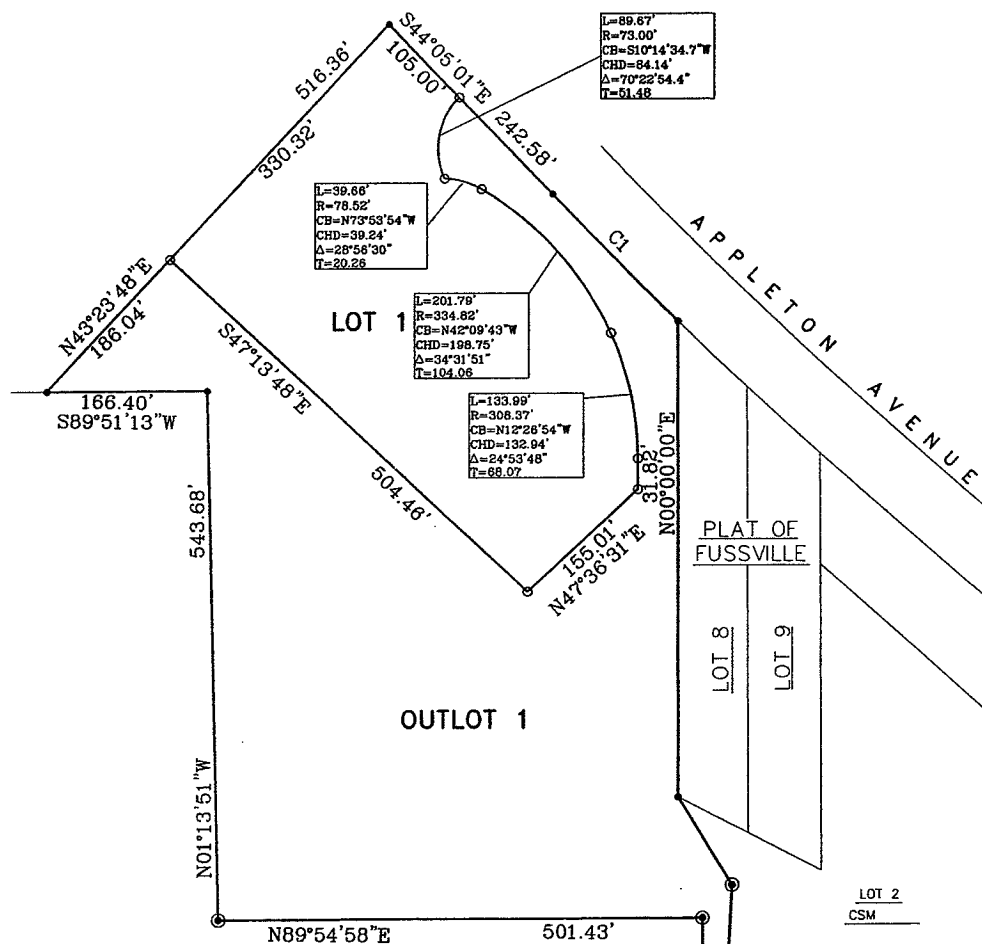 L=89.67'
R=73.00'
CB=S10°14'34.7"W
CHD=84.14'
Δ=70°22'54.4"
T=51.48
S44°05'01"E
105.00'
516.36'
330.32'
242.58'
L=39.66'
R=78.52'
CB=N73°53'54"W
CHD=39.24'
Δ=28°56'30"
T=20.26
C1
APPLETON AVENUE
N43°23'48"E
186.04'
LOT 1
L=201.79'
R=334.82'
CB=N42°09'43"W
CHD=198.75'
Δ=34°31'51"
T=104.06
S47°13'48"E
504.46'
166.40'
S89°51'13"W
L=133.99'
R=308.37'
CB=N12°26'54"W
CHD=132.94'
Δ=24°53'48"
T=68.07
31.82'
N00°00'00"E
543.68'
155.01'
N47°36'31"E
PLAT OF
FUSSVILLE
LOT 8
LOT 9
OUTLOT 1
N01°13'51"W
LOT 2
CSM
N89°54'58"E
501.43'